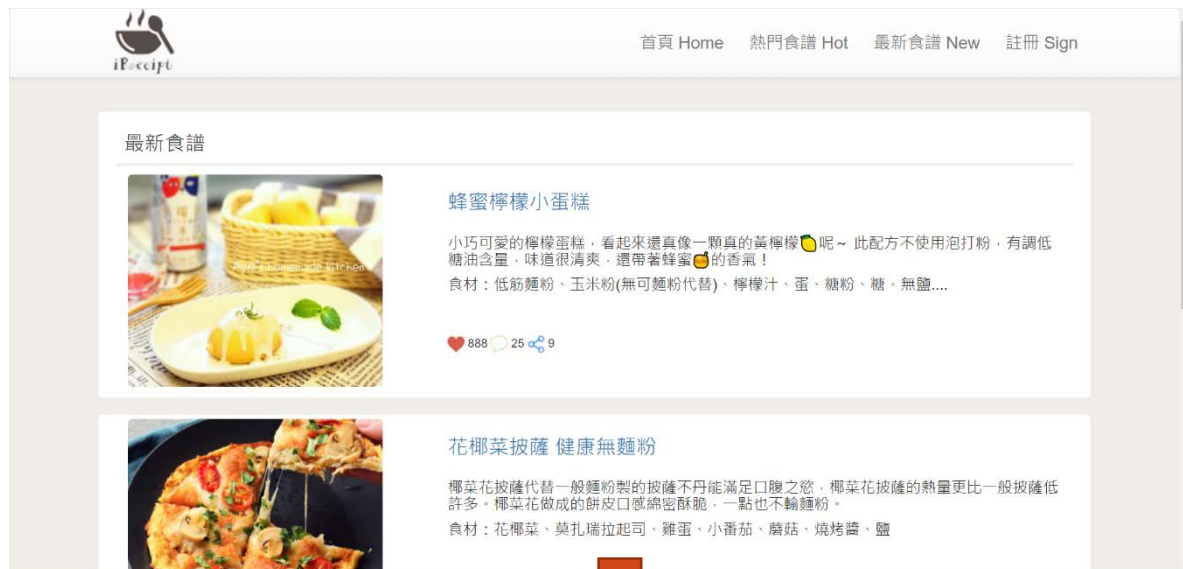 iReccipt
首頁 Home 熱門食譜 Hot 最新食譜 New 註冊 Sign
最新食譜
April's Homemade Kitchen
蜂蜜檸檬小蛋糕
小巧可愛的檸檬蛋糕，看起來還真像一顆真的黃檸檬🍋呢~ 此配方不使用泡打粉，有調低
糖油含量，味道很清爽，還帶著蜂蜜🍯的香氣！
食材：低筋麵粉、玉米粉(無可麵粉代替)、檸檬汁、蛋、糖粉、糖、無鹽....
888 25 9
花椰菜披薩 健康無麵粉
椰菜花披薩代替一般麵粉製的披薩不丹能滿足口腹之慾，椰菜花披薩的熱量更比一般披薩低
許多。椰菜花做成的餅皮口感綿密酥脆，一點也不輸麵粉。
食材：花椰菜、莫扎瑞拉起司、雞蛋、小番茄、蘑菇、燒烤醬、鹽